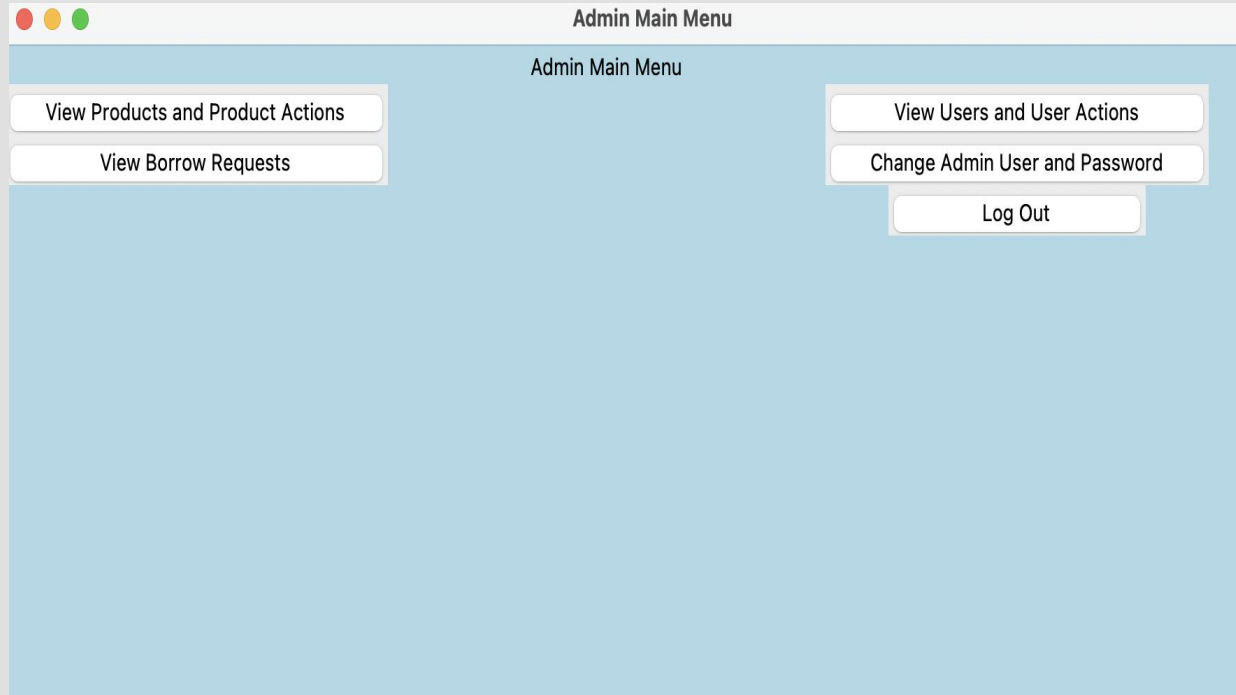 Admin Main Menu
Admin Main Menu
View Products and Product Actions
View Users and User Actions
View Borrow Requests
Change Admin User and Password
Log Out